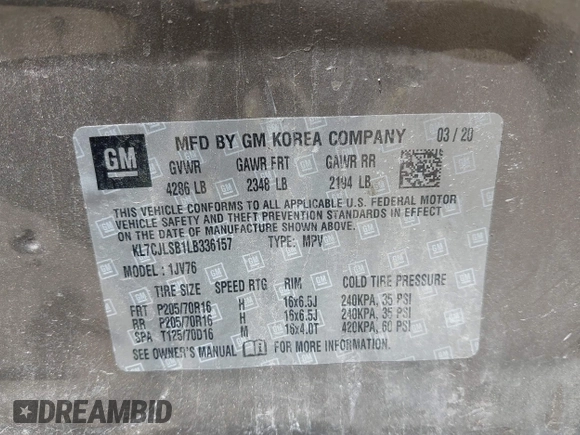 GM
MFD BY GM KOREA COMPANY 03 / 20
GVWR GAWR FRT GAWR RR
4286 LB 2348 LB 2194 LB
THIS VEHICLE CONFORMS TO ALL APPLICABLE U.S. FEDERAL MOTOR
VEHICLE SAFETY AND THEFT PREVENTION STANDARDS IN
EFFECT ON THE DATE OF MANUFACTURE SHOWN ABOVE.
KL7CJLSB1LB336157 TYPE: MPV
MODEL : 1JV76
TIRE SIZE SPEED RTG RIM COLD TIRE PRESSURE
FRT P205/70R16 H 16x6.5J 240KPA, 35 PSI
RR P205/70R16 H 16x6.5J 240KPA, 35 PSI
SPA T125/70D16 M 16x4.0T 420KPA, 60 PSI
SEE OWNER'S MANUAL FOR MORE INFORMATION.
DREAMBID